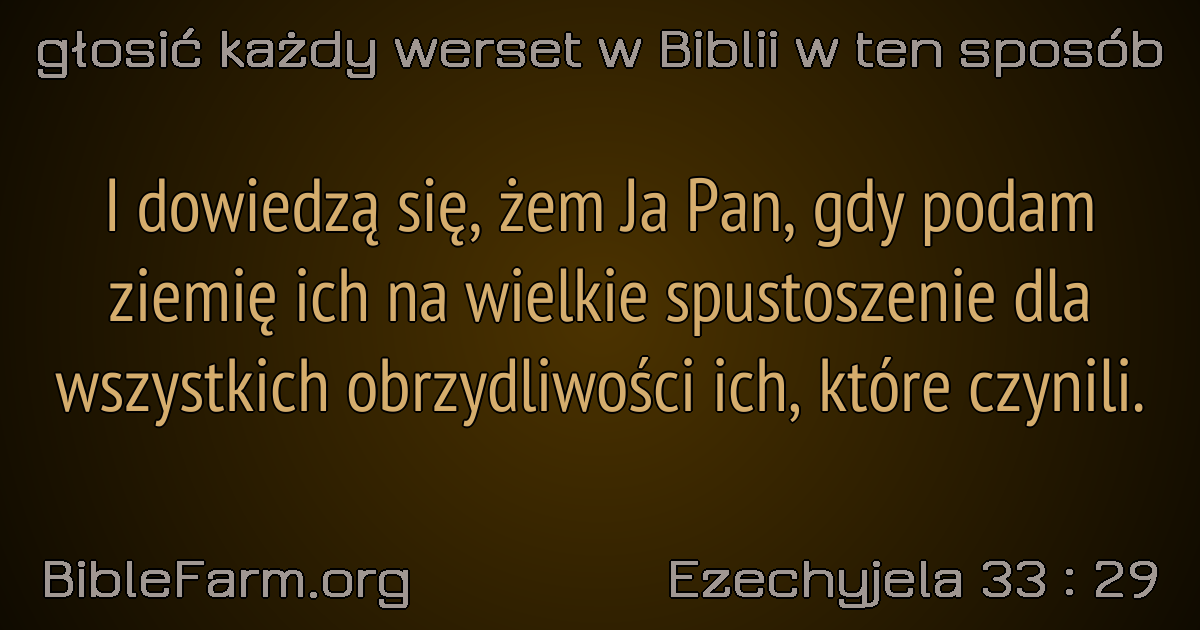 głosić każdy werset w Biblii w ten sposób
I dowiedzą się, żem Ja Pan, gdy podam
ziemię ich na wielkie spustoszenie dla
wszystkich obrzydliwości ich, które czynili.
BibleFarm.org
Ezechyjela 33 : 29